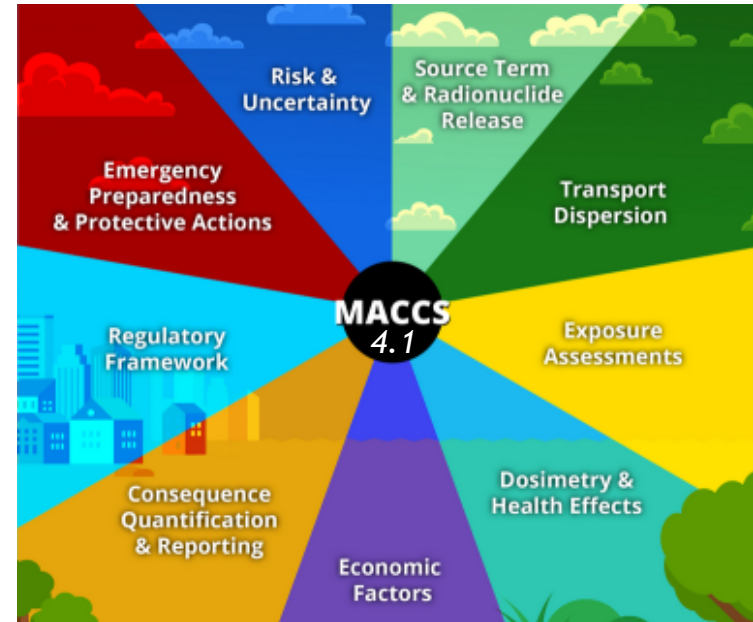 Risk &
Uncertainty
Source Term
& Radionuclide
Release
Emergency
Preparedness
& Protective Actions
Transport
Dispersion
MACCS
4.1
Regulatory
Framework
Exposure
Assessments
Consequence
Quantification
& Reporting
Dosimetry &
Health Effects
Economic
Factors